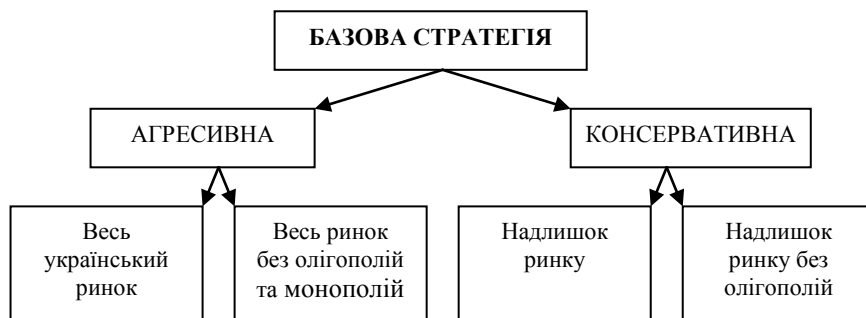 БАЗОВА СТРАТЕГІЯ
АГРЕСИВНА
КОНСЕРВАТИВНА
Весь
український
ринок
Весь ринок
без олігополій
та монополій
Надлишок
ринку
Надлишок
ринку без
олігополій